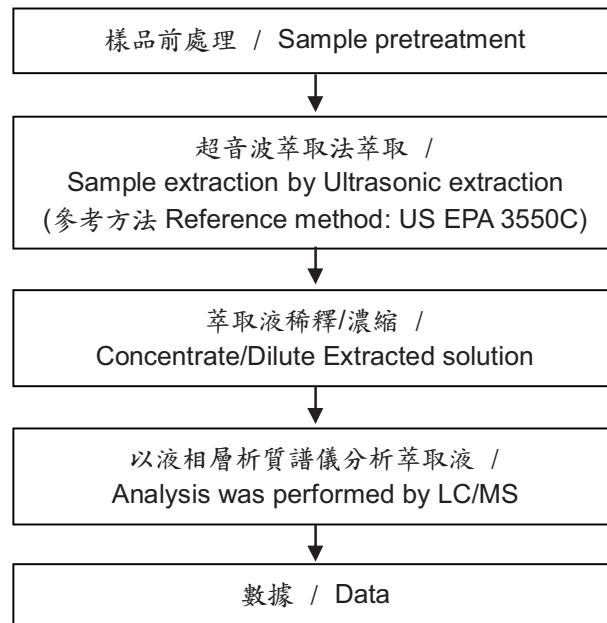 樣品前處理 / Sample pretreatment
超音波萃取法萃取 /
Sample extraction by Ultrasonic extraction
(參考方法 Reference method: US EPA 3550C)
萃取液稀釋/濃縮 /
Concentrate/Dilute Extracted solution
以液相層析質譜儀分析萃取液 /
Analysis was performed by LC/MS
數據 / Data